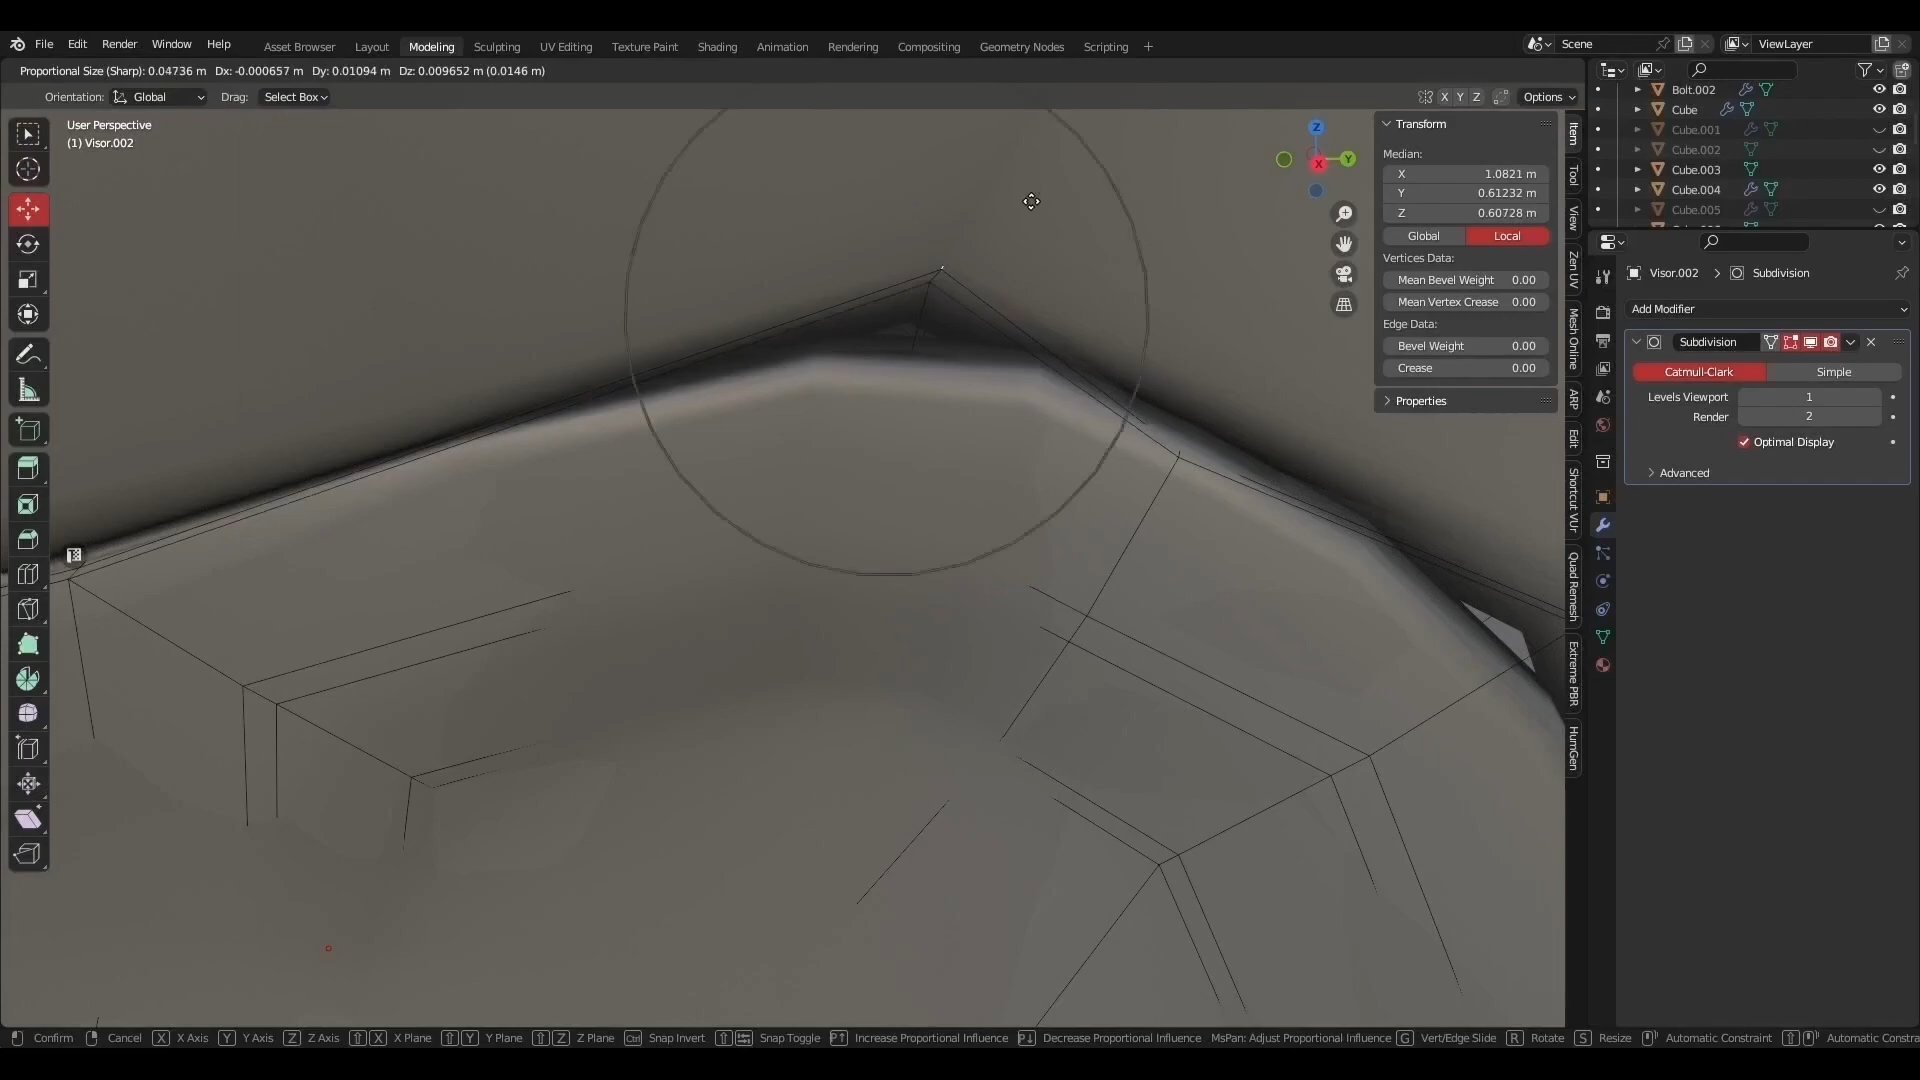 File Edit Render Window Help Asset Browser Layout Modeling Sculpting UV Editing Texture Paint Shading Animation Rendering Compositing Geometry Nodes Scripting + Scene ViewLayer
Proportional Size (Sharp): 0.04736 m Dx: -0.000657 m Dy: 0.01094 m Dz: 0.009652 m (0.0146 m)
Orientation: Global Drag: Select Box X Y Z Options
User Perspective
(1) Visor.002
Z
Y
X
Transform
Median:
X 1.0821 m
Y 0.61232 m
Z 0.60728 m
Global Local
Vertices Data:
Mean Bevel Weight 0.00
Mean Vertex Crease 0.00
Edge Data:
Bevel Weight 0.00
Crease 0.00
Properties
Item
Tool
View
Zen UV
Mesh Online
ARP
Edit
Shortcut VUr
Quad Remesh
Extreme PBR
HumGen
Bolt.002
Cube
Cube.001
Cube.002
Cube.003
Cube.004
Cube.005
Visor.002 > Subdivision
Add Modifier
Subdivision
Catmull-Clark Simple
Levels Viewport 1
Render 2
Optimal Display
Advanced
Confirm Cancel X X Axis Y Y Axis Z Z Axis X X Plane Y Y Plane Z Z Plane Ctrl Snap Invert Snap Toggle Increase Proportional Influence Decrease Proportional Influence MsPan: Adjust Proportional Influence G Vert/Edge Slide R Rotate S Resize Automatic Constraint Automatic Constra